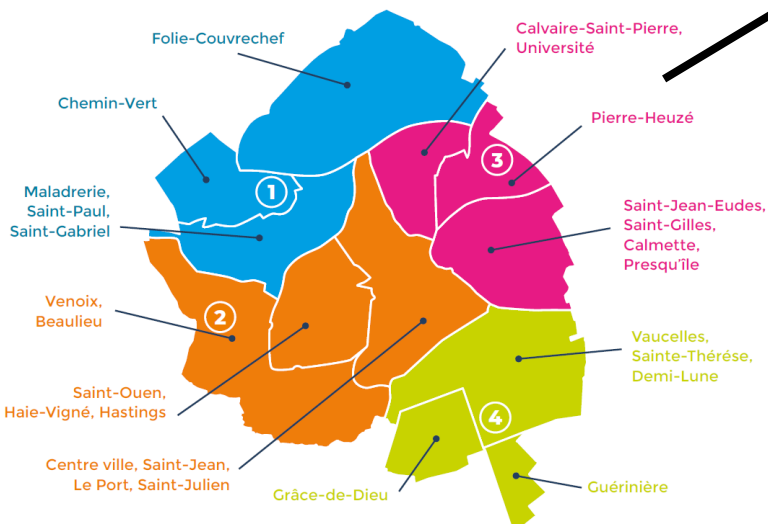 Calvaire-Saint-Pierre,
Université
Folie-Couvrechef
Chemin-Vert
Pierre-Heuzé
3
1
Maladrerie,
Saint-Paul,
Saint-Gabriel
Saint-Jean-Eudes,
Saint-Gilles,
Calmette,
Presqu'île
Venoix,
Beaulieu
2
Vaucelles,
Sainte-Thérése,
Demi-Lune
Saint-Ouen,
Haie-Vigné, Hastings
4
Centre ville, Saint-Jean,
Le Port, Saint-Julien
Grâce-de-Dieu
Guérinière